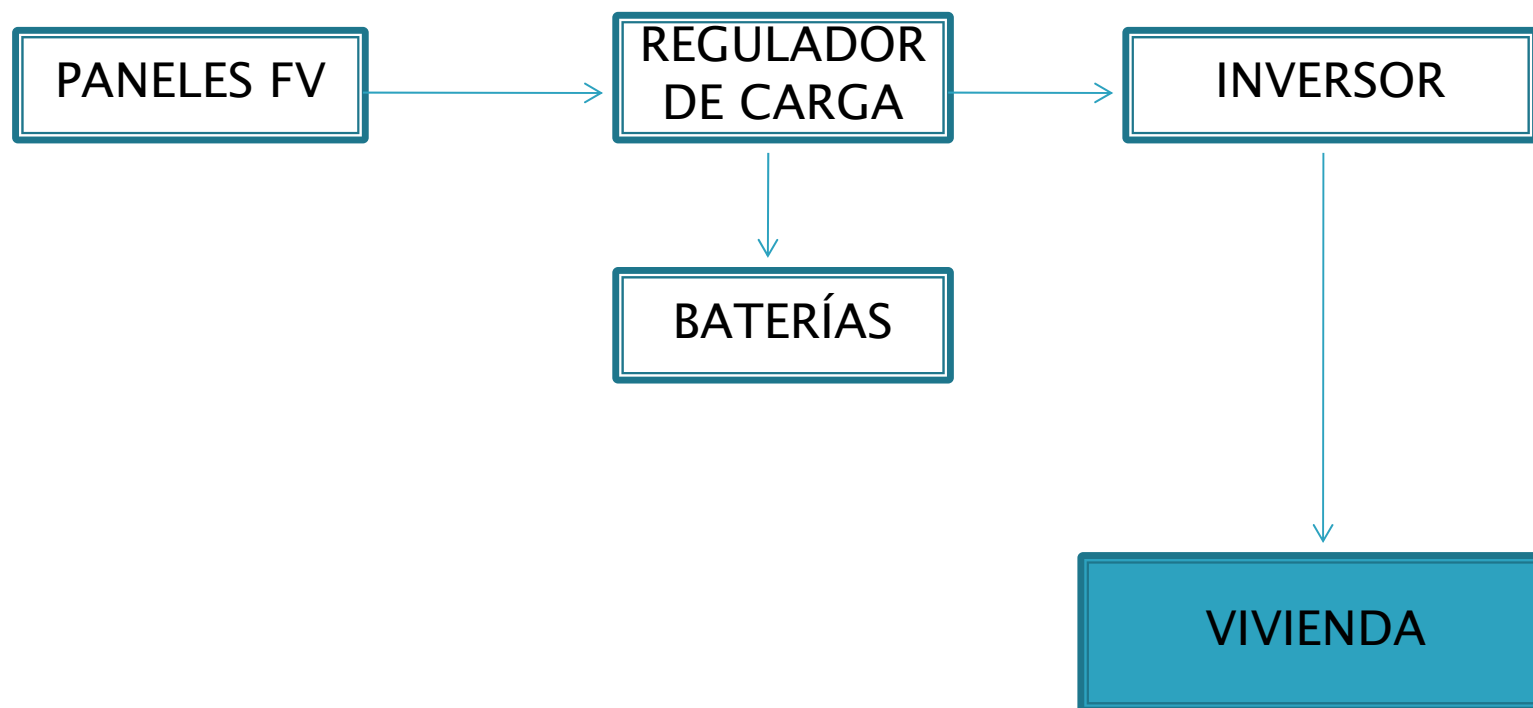 PANELES FV
REGULADOR
DE CARGA
INVERSOR
BATERÍAS
VIVIENDA